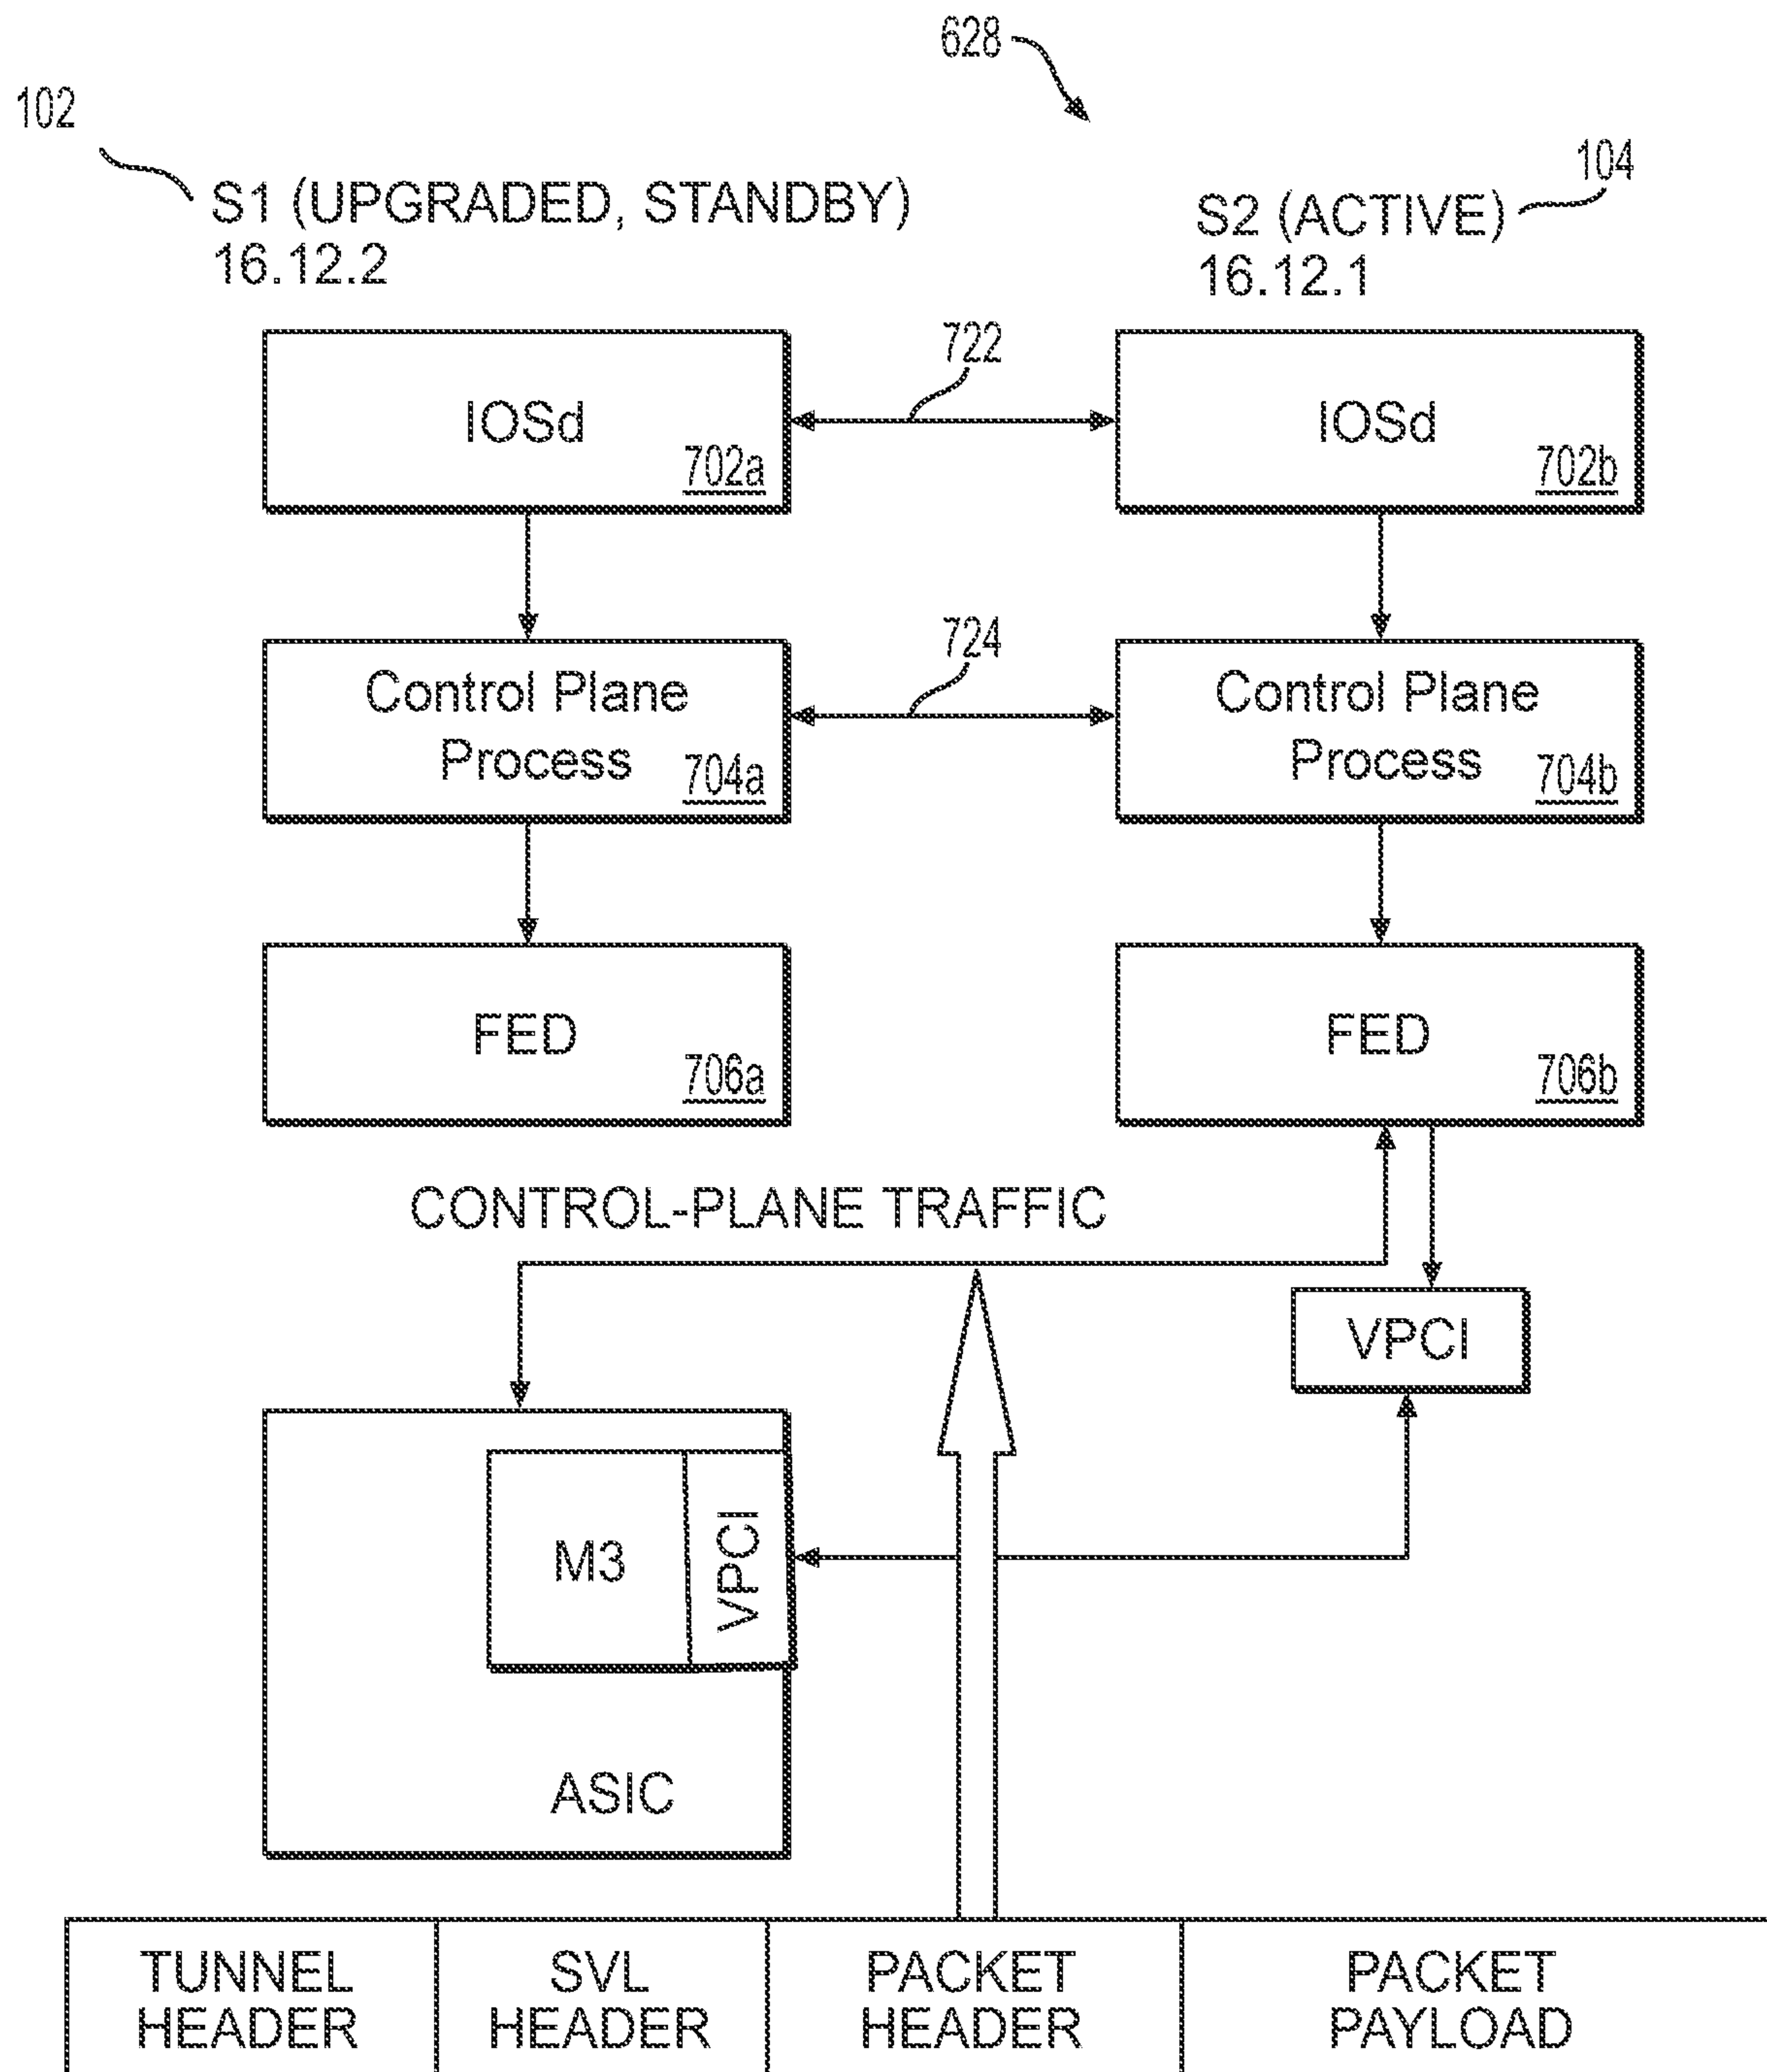 628
102
104
S1 (UPGRADED, STANDBY)
16.12.2
S2 (ACTIVE)
16.12.1
722
IOSd
702a
IOSd
702b
724
Control Plane
Process
704a
Control Plane
Process
704b
FED
706a
FED
706b
CONTROL-PLANE TRAFFIC
VPCI
M3
VPCI
ASIC
TUNNEL
HEADER
SVL
HEADER
PACKET
HEADER
PACKET
PAYLOAD